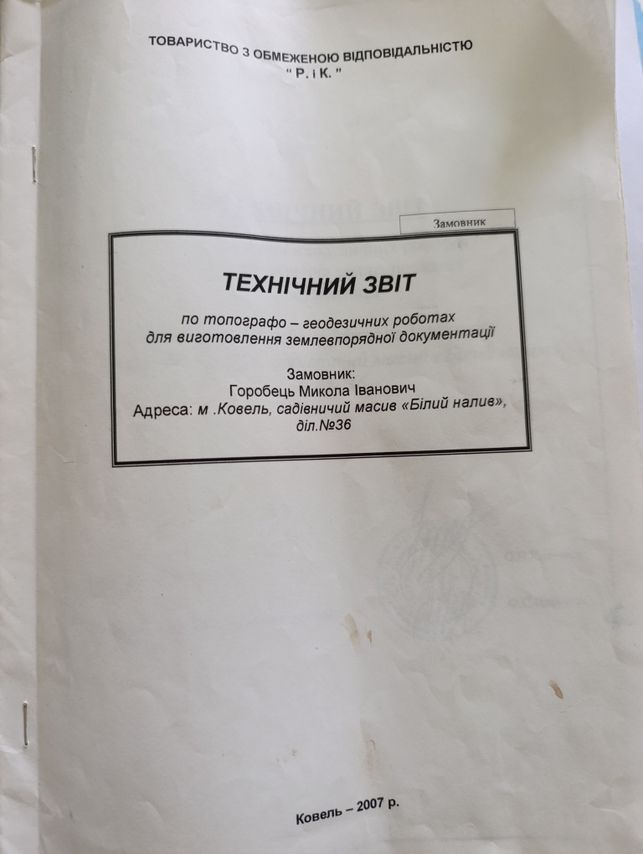 ТОВАРИСТВО З ОБМЕЖЕНОЮ ВІДПОВІДАЛЬНІСТЮ
“ Р. і К. ”
Замовник
ТЕХНІЧНИЙ ЗВІТ
по топографо – геодезичних роботах
для виготовлення землевпорядної документації
Замовник:
Горобець Микола Іванович
Адреса: м .Ковель, садівничий масив «Білий налив»,
діл.№36
Ковель – 2007 р.